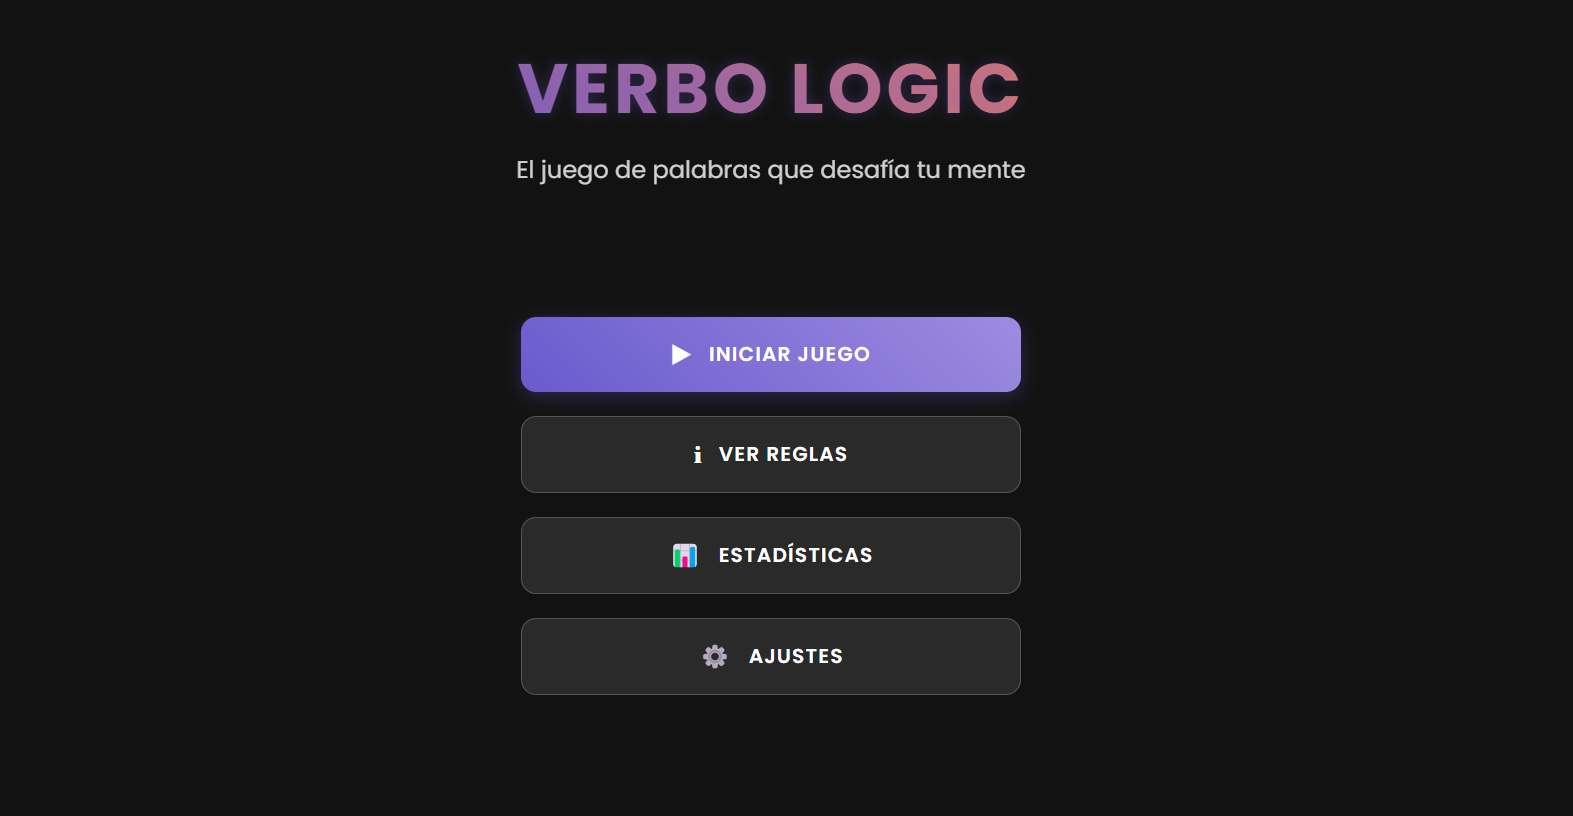 VERBO LOGIC
El juego de palabras que desafía tu mente
INICIAR JUEGO
VER REGLAS
ESTADÍSTICAS
AJUSTES